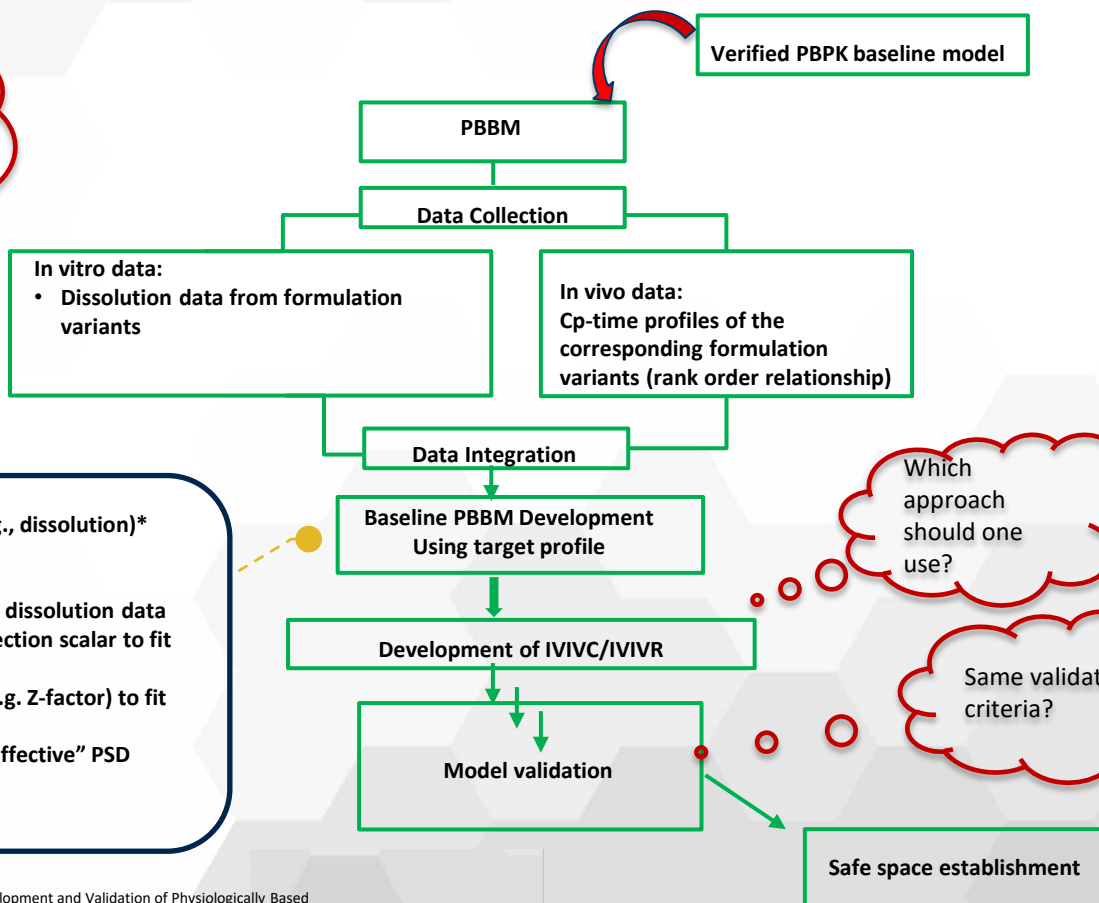 Verified PBPK baseline model
PBBM
Data Collection
In vitro data:
• Dissolution data from formulation
variants
In vivo data:
Cp-time profiles of the
corresponding formulation
variants (rank order relationship)
Data Integration
Which
approach
should one
use?
g., dissolution)*
Baseline PBBM Development
Using target profile
dissolution data
ection scalar to fit
Development of IVIVC/IVIVR
.g. Z-factor) to fit
Same validat
criteria?
ffective” PSD
Model validation
Safe space establishment
elopment and Validation of Physiologically Based